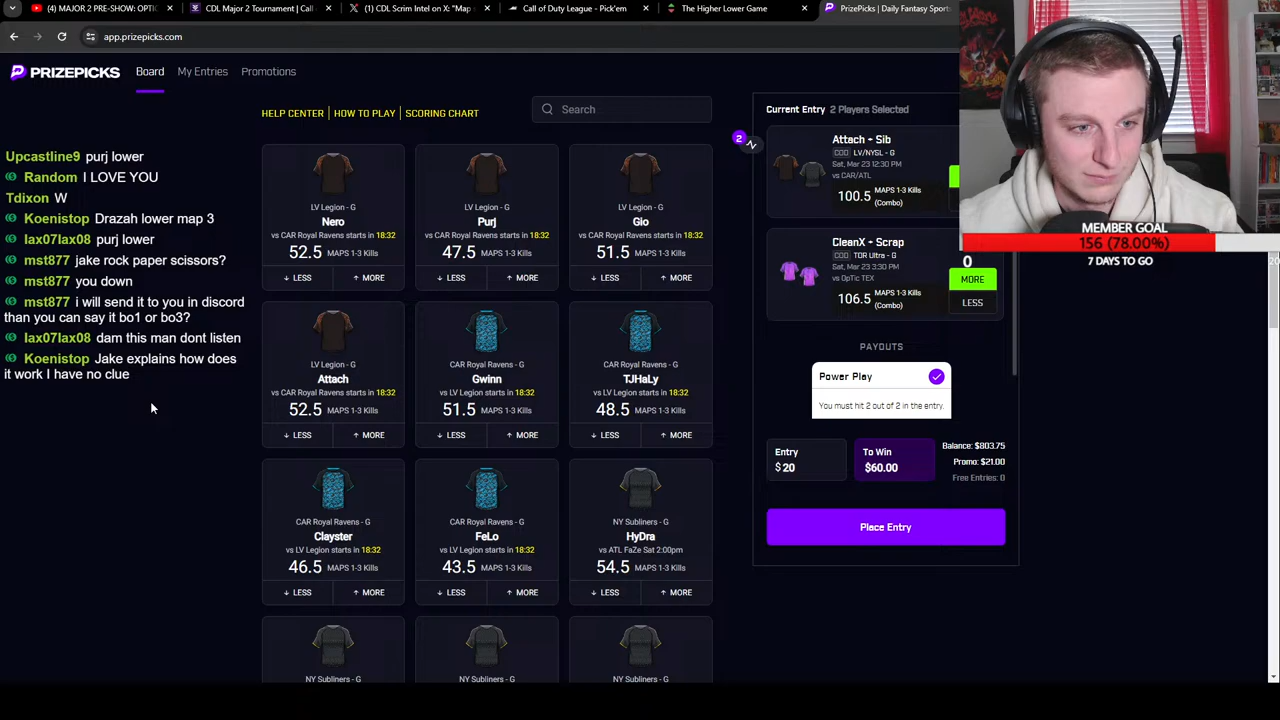 (4) MAJOR 2 PRE-SHOW: OPTI
CDL Major 2 Tournament | Call
(1) CDL Scrim Intel on X: "Map
Call of Duty League - Pick'em
The Higher Lower Game
PrizePicks | Daily Fantasy Sports
app.prizepicks.com
PRIZEPICKS
Board
My Entries
Promotions
HELP CENTER | HOW TO PLAY | SCORING CHART
Search
Upcastline9 purj lower
Random I LOVE YOU
Tdixon W
Koenistop Drazah lower map 3
lax07lax08 purj lower
mst877 jake rock paper scissors?
mst877 you down
mst877 i will send it to you in discord
than you can say it bo1 or bo3?
lax07lax08 dam this man dont listen
Koenistop Jake explains how does
it work I have no clue
LV Legion - G
Nero
vs CAR Royal Ravens starts in 18:32
52.5 MAPS 1-3 Kills
↓ LESS
↑ MORE
LV Legion - G
Purj
vs CAR Royal Ravens starts in 18:32
47.5 MAPS 1-3 Kills
↓ LESS
↑ MORE
LV Legion - G
Gio
vs CAR Royal Ravens starts in 18:32
51.5 MAPS 1-3 Kills
↓ LESS
↑ MORE
LV Legion - G
Attach
vs CAR Royal Ravens starts in 18:32
52.5 MAPS 1-3 Kills
↓ LESS
↑ MORE
CAR Royal Ravens - G
Gwinn
vs LV Legion starts in 18:32
51.5 MAPS 1-3 Kills
↓ LESS
↑ MORE
CAR Royal Ravens - G
TJHaLy
vs LV Legion starts in 18:32
48.5 MAPS 1-3 Kills
↓ LESS
↑ MORE
CAR Royal Ravens - G
Clayster
vs LV Legion starts in 18:32
46.5 MAPS 1-3 Kills
↓ LESS
↑ MORE
CAR Royal Ravens - G
FeLo
vs LV Legion starts in 18:32
43.5 MAPS 1-3 Kills
↓ LESS
↑ MORE
NY Subliners - G
HyDra
vs ATL FaZe Sat 2:00pm
54.5 MAPS 1-3 Kills
↓ LESS
↑ MORE
NY Subliners - G
NY Subliners - G
NY Subliners - G
Current Entry 2 Players Selected
2
Attach + Sib
COD LV/NYSL - G
Sat, Mar 23 12:30 PM
vs CAR/ATL
100.5 MAPS 1-3 Kills
(Combo)
CleanX + Scrap
COD TOR Ultra - G
Sat, Mar 23 3:30 PM
vs OpTic TEX
106.5 MAPS 1-3 Kills
(Combo)
0
MORE
LESS
PAYOUTS
Power Play
You must hit 2 out of 2 in the entry.
Entry
$ 20
To Win
$60.00
Balance: $803.75
Promo: $21.00
Free Entries: 0
Place Entry
MEMBER GOAL
156 (78.00%)
7 DAYS TO GO